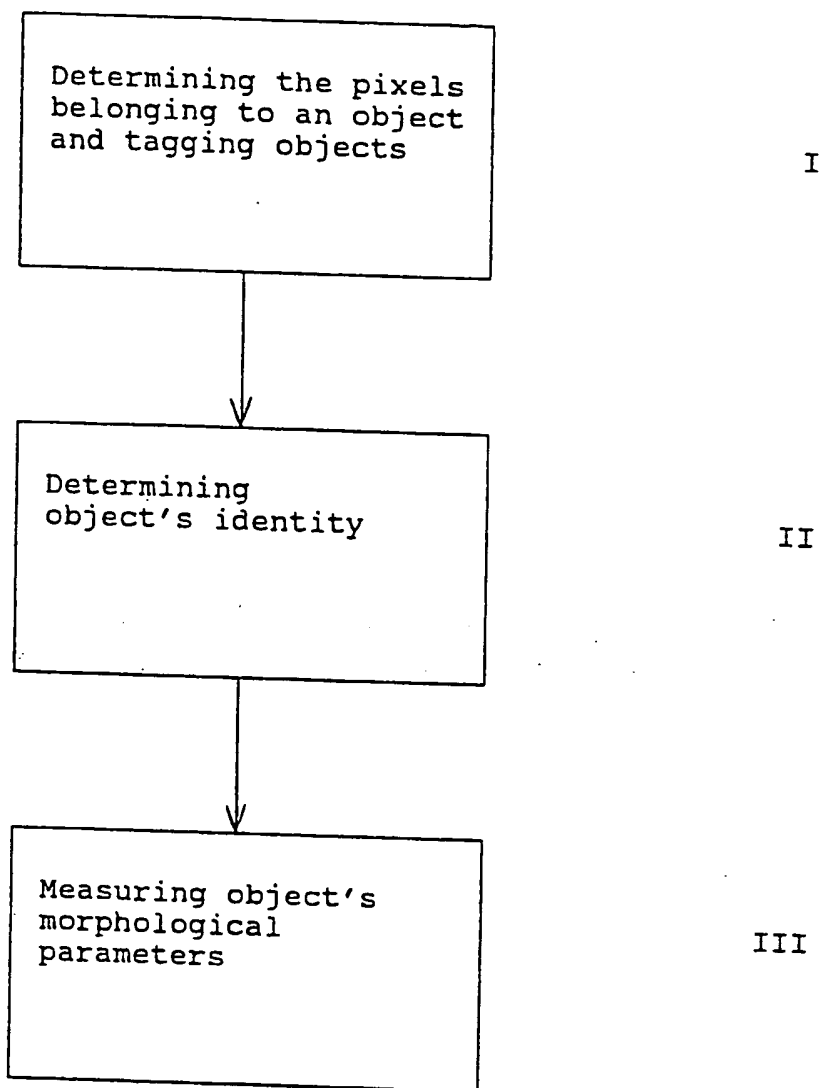 Determining the pixels
belonging to an object
and tagging objects
I
Determining
object's identity
II
Measuring object's
morphological
parameters
III